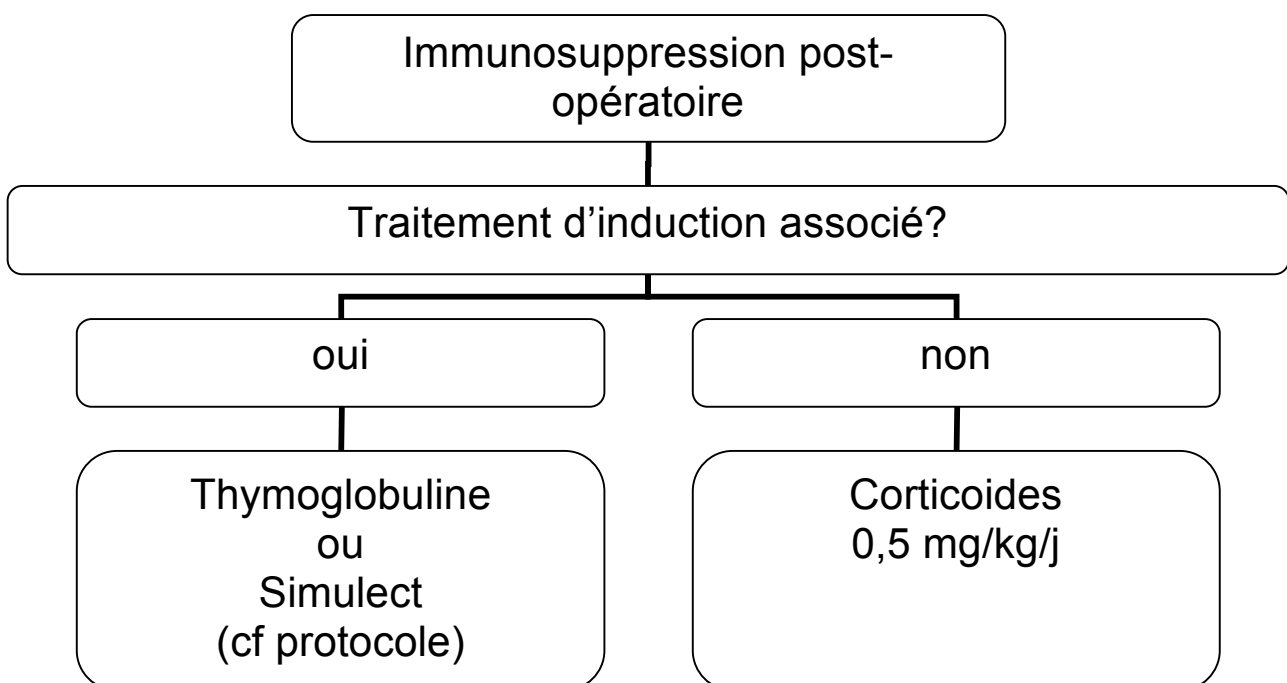 Immunosuppression post-
opératoire
Traitement d’induction associé?
oui
non
Thymoglobuline
ou
Simulect
(cf protocole)
Corticoides
0,5 mg/kg/j